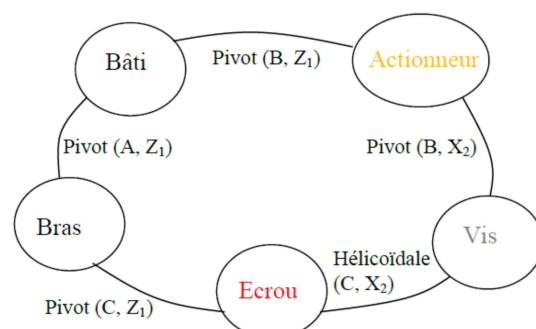 Bâti
Pivot (B, Z₁)
Actionneur
Pivot (A, Z₁)
Pivot (B, X₂)
Bras
Vis
Hélicoïdale
(C, X₂)
Ecrou
Pivot (C, Z₁)